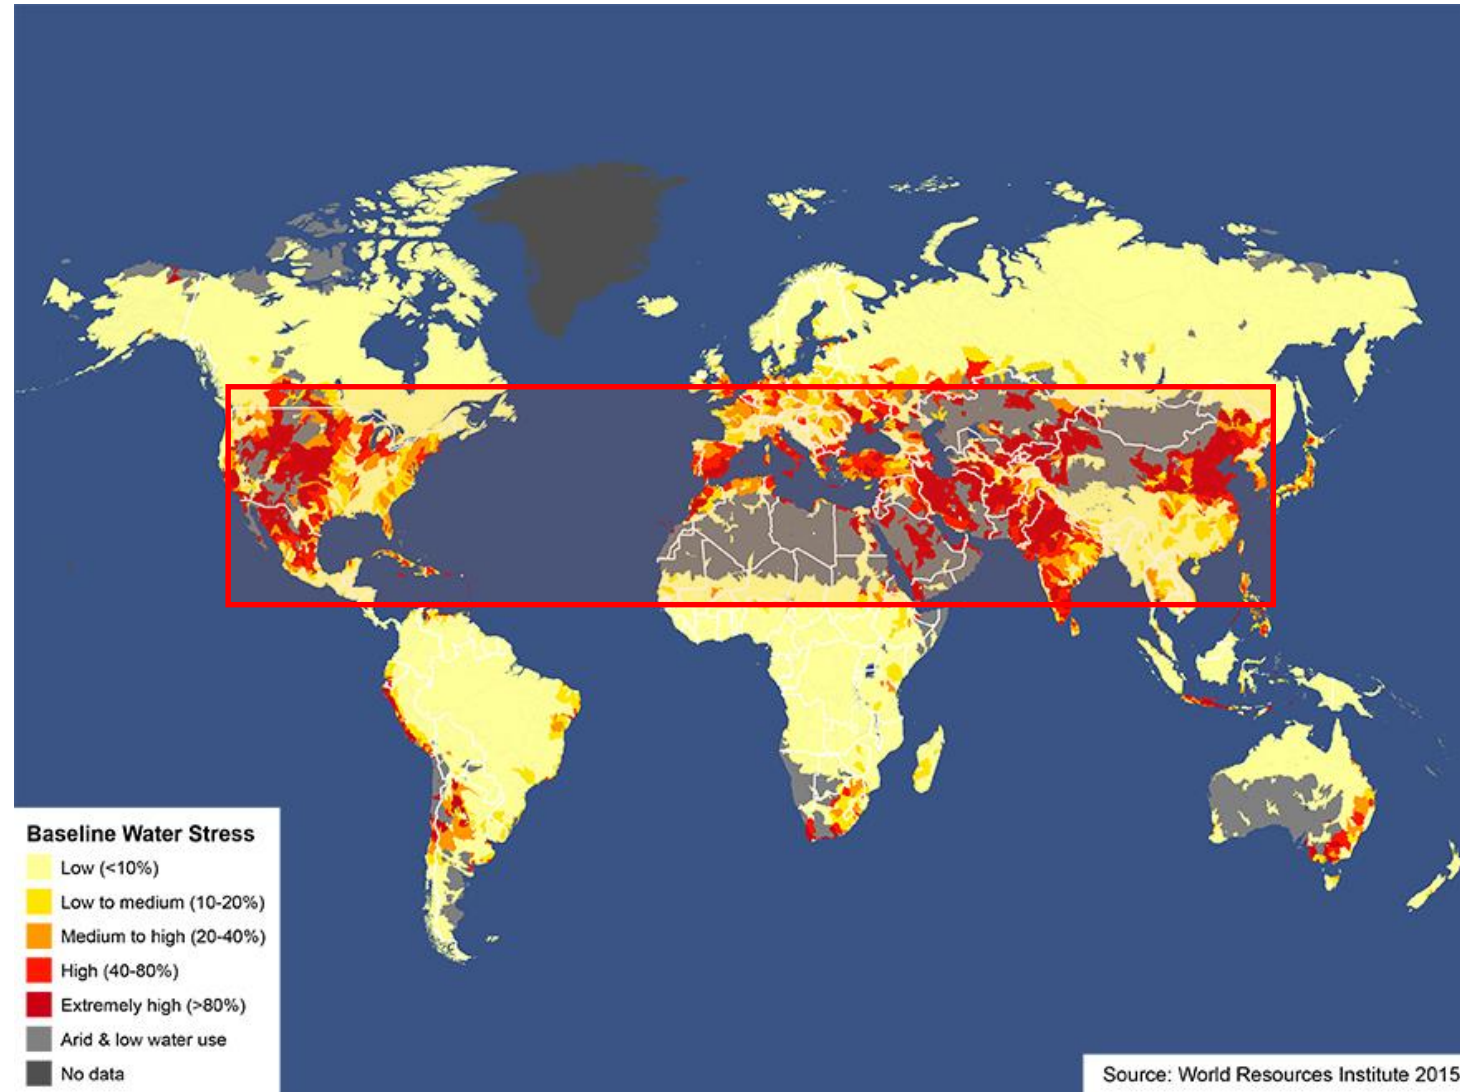 Baseline Water Stress
Low (<10%)
Low to medium (10-20%)
Medium to high (20-40%)
High (40-80%)
Extremely high (>80%)
Arid & low water use
No data
Source: World Resources Institute 2015